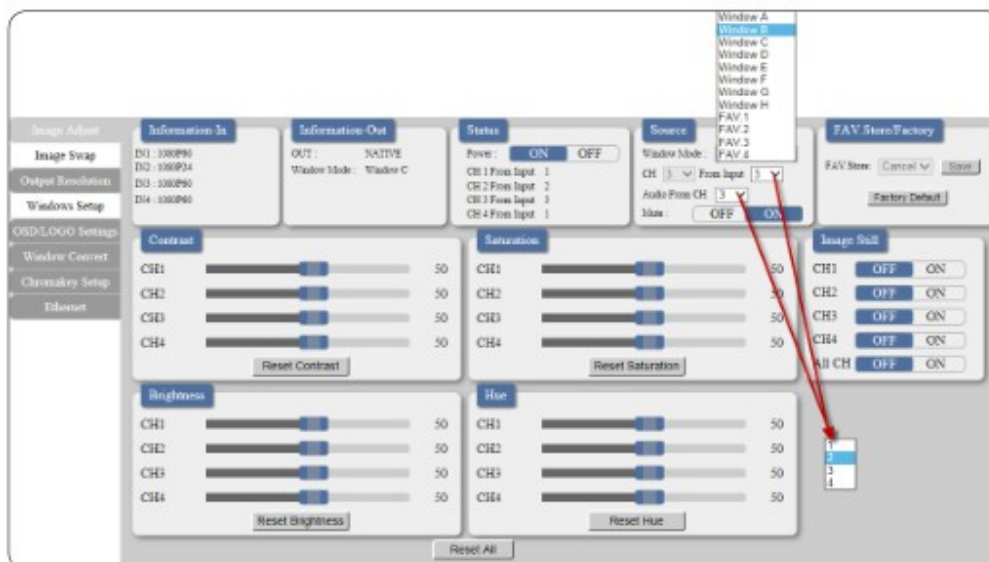 Window A
Window B
Window C
Window D
Window E
Window F
Window G
Window H
FAV.1
FAV.2
FAV.3
FAV.4
Image Adjust
Image Swap
Output Resolution
Windows Setup
OSD/LOGO Settings
Window Convert
Chromakey Setup
Ethernet
Information-In
IN1 : 1080P60
IN2 : 1080P24
IN3 : 1080P60
IN4 : 1080P60
Information-Out
OUT : NATIVE
Window Mode : Window C
Status
Power : ON OFF
CH 1 From Input 1
CH 2 From Input 2
CH 3 From Input 3
CH 4 From Input 1
Source
Window Mode :
CH 3 From Input 3
Audio From CH 3
Mute : OFF ON
FAV.Store/Factory
FAV Store: Cancel Save
Factory Default
Contrast
CH1 50
CH2 50
CH3 50
CH4 50
Reset Contrast
Saturation
CH1 50
CH2 50
CH3 50
CH4 50
Reset Saturation
Image Still
CH1 OFF ON
CH2 OFF ON
CH3 OFF ON
CH4 OFF ON
All CH OFF ON
Brightness
CH1 50
CH2 50
CH3 50
CH4 50
Reset Brightness
Hue
CH1 50
CH2 50
CH3 50
CH4 50
Reset Hue
1
2
3
4
Reset All